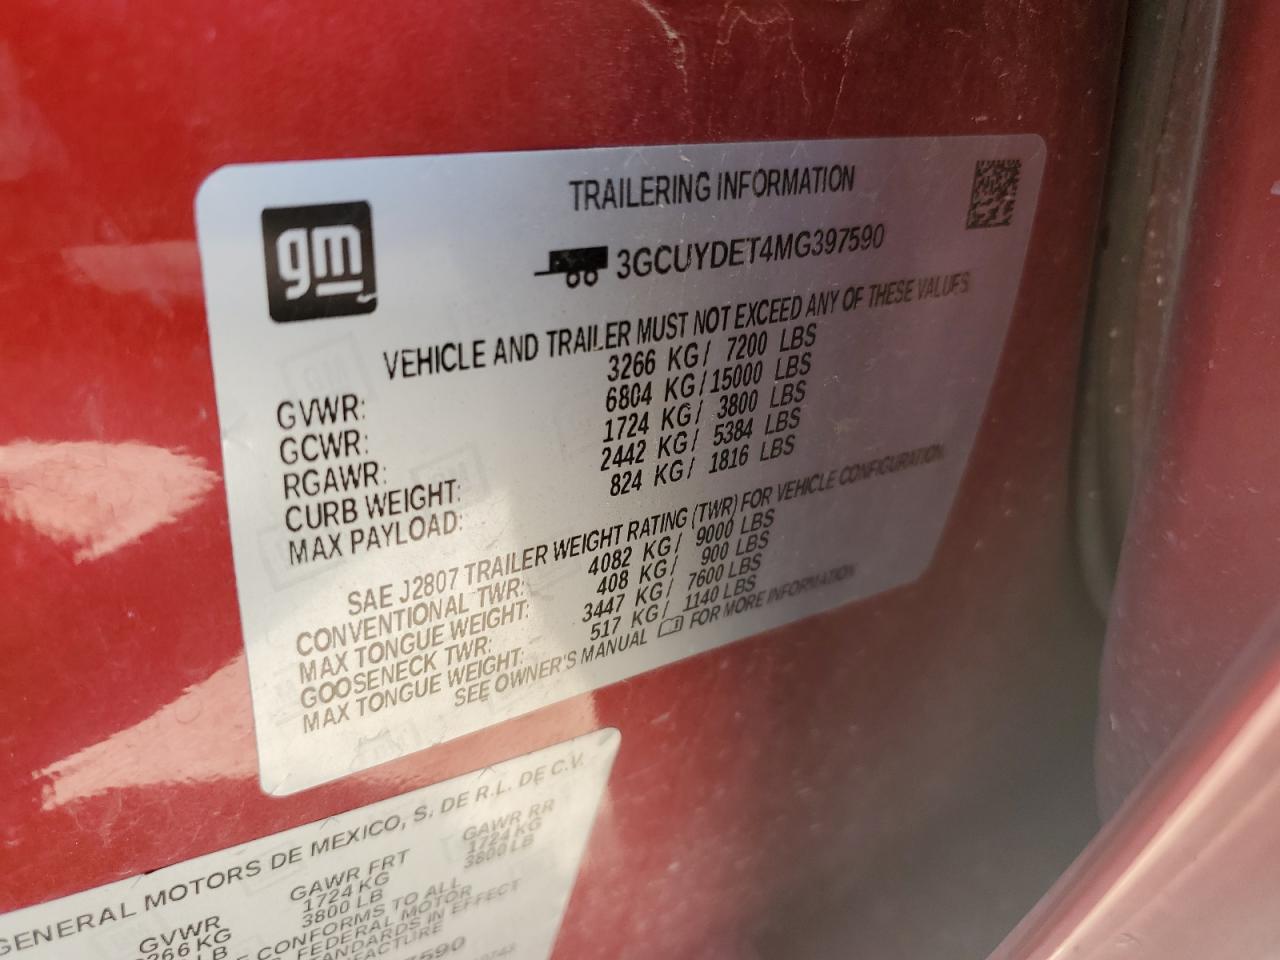 gm
TRAILERING INFORMATION
3GCUYDET4MG397590
VEHICLE AND TRAILER MUST NOT EXCEED ANY OF THESE VALUES
GVWR: 3266 KG/ 7200 LBS
GCWR: 6804 KG/15000 LBS
RGAWR: 1724 KG/ 3800 LBS
CURB WEIGHT: 2442 KG/ 5384 LBS
MAX PAYLOAD: 824 KG/ 1816 LBS
SAE J2807 TRAILER WEIGHT RATING (TWR) FOR VEHICLE CONFIGURATION
CONVENTIONAL TWR: 4082 KG/ 9000 LBS
MAX TONGUE WEIGHT: 408 KG/ 900 LBS
GOOSENECK TWR: 3447 KG/ 7600 LBS
MAX TONGUE WEIGHT: 517 KG/ 1140 LBS
SEE OWNER'S MANUAL FOR MORE INFORMATION
GENERAL MOTORS DE MEXICO, S. DE R.L. DE C.V.
GVWR GAWR FRT GAWR RR
3266 KG 1724 KG 1724 KG
LB 3800 LB 3800 LB
CONFORMS TO ALL
FEDERAL MOTOR
STANDARDS IN EFFECT
7590